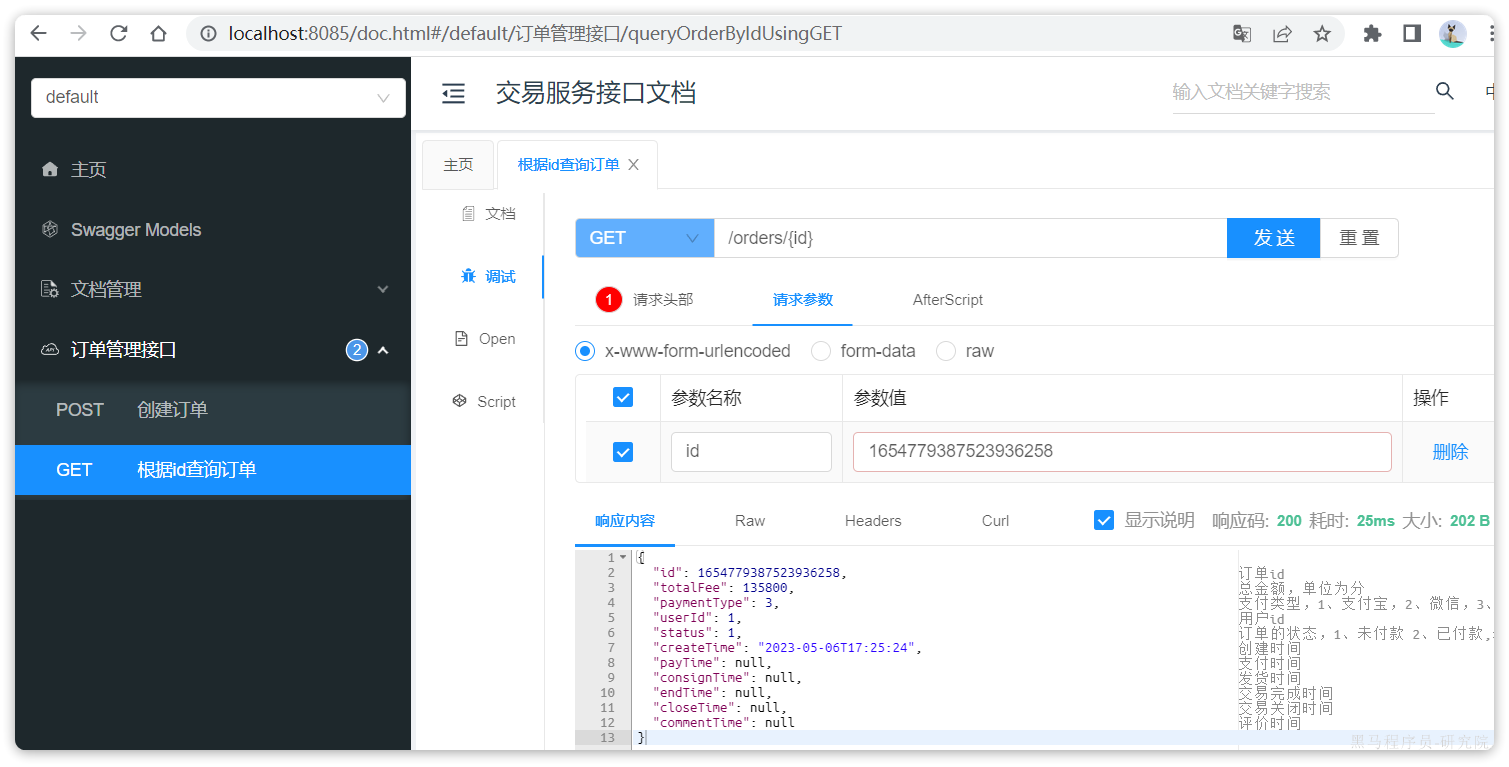 localhost:8085/doc.html#/default/订单管理接口/queryOrderByIdUsingGET
default
交易服务接口文档
输入文档关键字搜索
主页
Swagger Models
文档管理
订单管理接口 2
POST 创建订单
GET 根据id查询订单
主页 根据id查询订单
文档
调试
Open
Script
GET /orders/{id} 发送 重置
1 请求头部 请求参数 AfterScript
x-www-form-urlencoded form-data raw
参数名称 参数值 操作
id 1654779387523936258 删除
响应内容 Raw Headers Curl 显示说明 响应码: 200 耗时: 25ms 大小: 202 B
1 {
2 "id": 1654779387523936258, 订单id
3 "totalFee": 135800, 总金额，单位为分
4 "paymentType": 3, 支付类型，1、支付宝，2、微信，3、
5 "userId": 1, 用户id
6 "status": 1, 订单的状态，1、未付款 2、已付款,
7 "createTime": "2023-05-06T17:25:24", 创建时间
8 "payTime": null, 支付时间
9 "consignTime": null, 发货时间
10 "endTime": null, 交易完成时间
11 "closeTime": null, 交易关闭时间
12 "commentTime": null 评价时间
13 }
黑马程序员-研究院